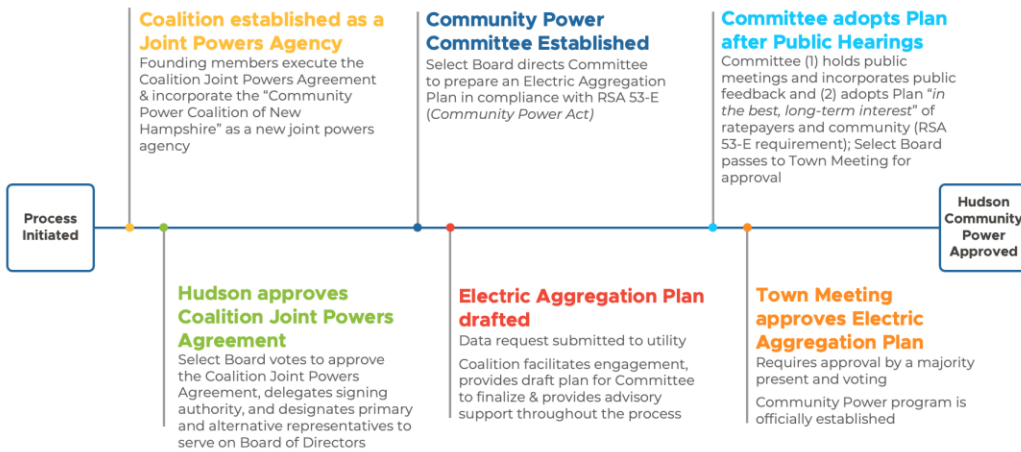 Process
Initiated
Coalition established as a
Joint Powers Agency
Founding members execute the
Coalition Joint Powers Agreement
& incorporate the “Community
Power Coalition of New
Hampshire” as a new joint powers
agency
Hudson approves
Coalition Joint Powers
Agreement
Select Board votes to approve
the Coalition Joint Powers
Agreement, delegates signing
authority, and designates primary
and alternative representatives to
serve on Board of Directors
Community Power
Committee Established
Select Board directs Committee
to prepare an Electric Aggregation
Plan in compliance with RSA 53-E
(Community Power Act)
Electric Aggregation Plan
drafted
Data request submitted to utility
Coalition facilitates engagement,
provides draft plan for Committee
to finalize & provides advisory
support throughout the process
Committee adopts Plan
after Public Hearings
Committee (1) holds public
meetings and incorporates public
feedback and (2) adopts Plan “in
the best, long-term interest” of
ratepayers and community (RSA
53-E requirement); Select Board
passes to Town Meeting for
approval
Town Meeting
approves Electric
Aggregation Plan
Requires approval by a majority
present and voting
Community Power program is
officially established
Hudson
Community
Power
Approved